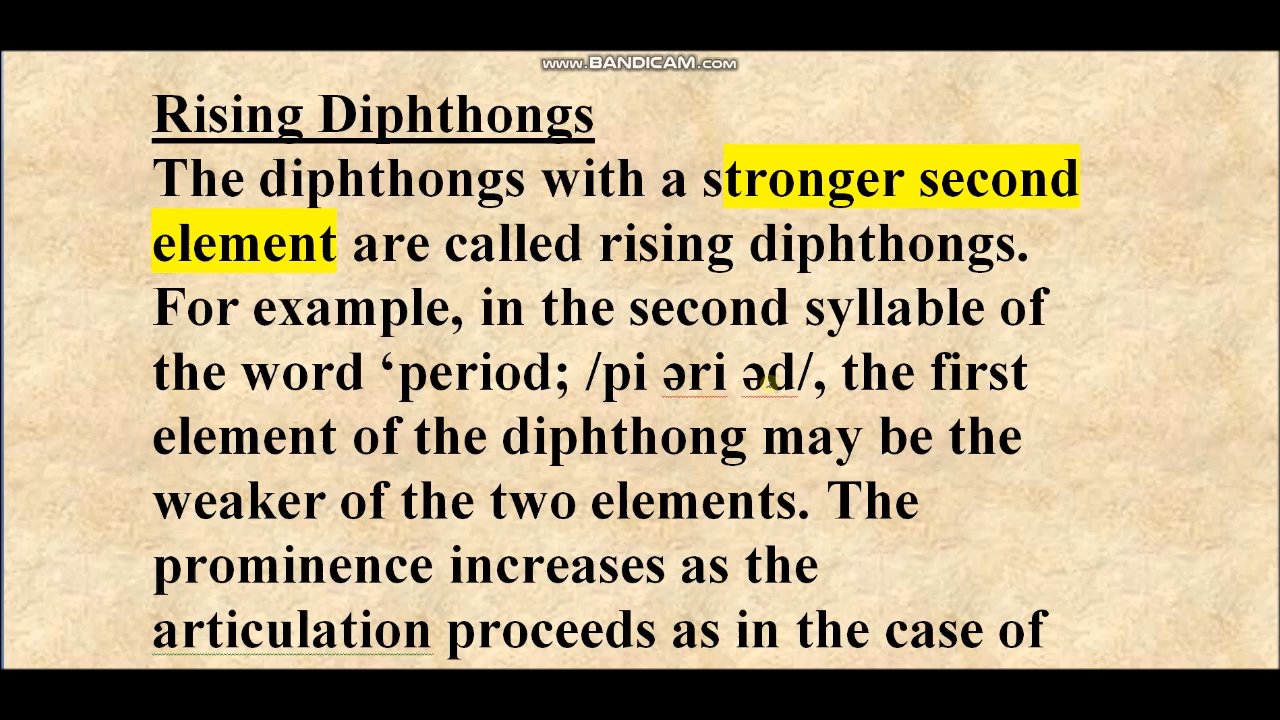 www.BANDICAM.com
Rising Diphthongs
The diphthongs with a stronger second
element are called rising diphthongs.
For example, in the second syllable of
the word ‘period; /pi əri əd/, the first
element of the diphthong may be the
weaker of the two elements. The
prominence increases as the
articulation proceeds as in the case of